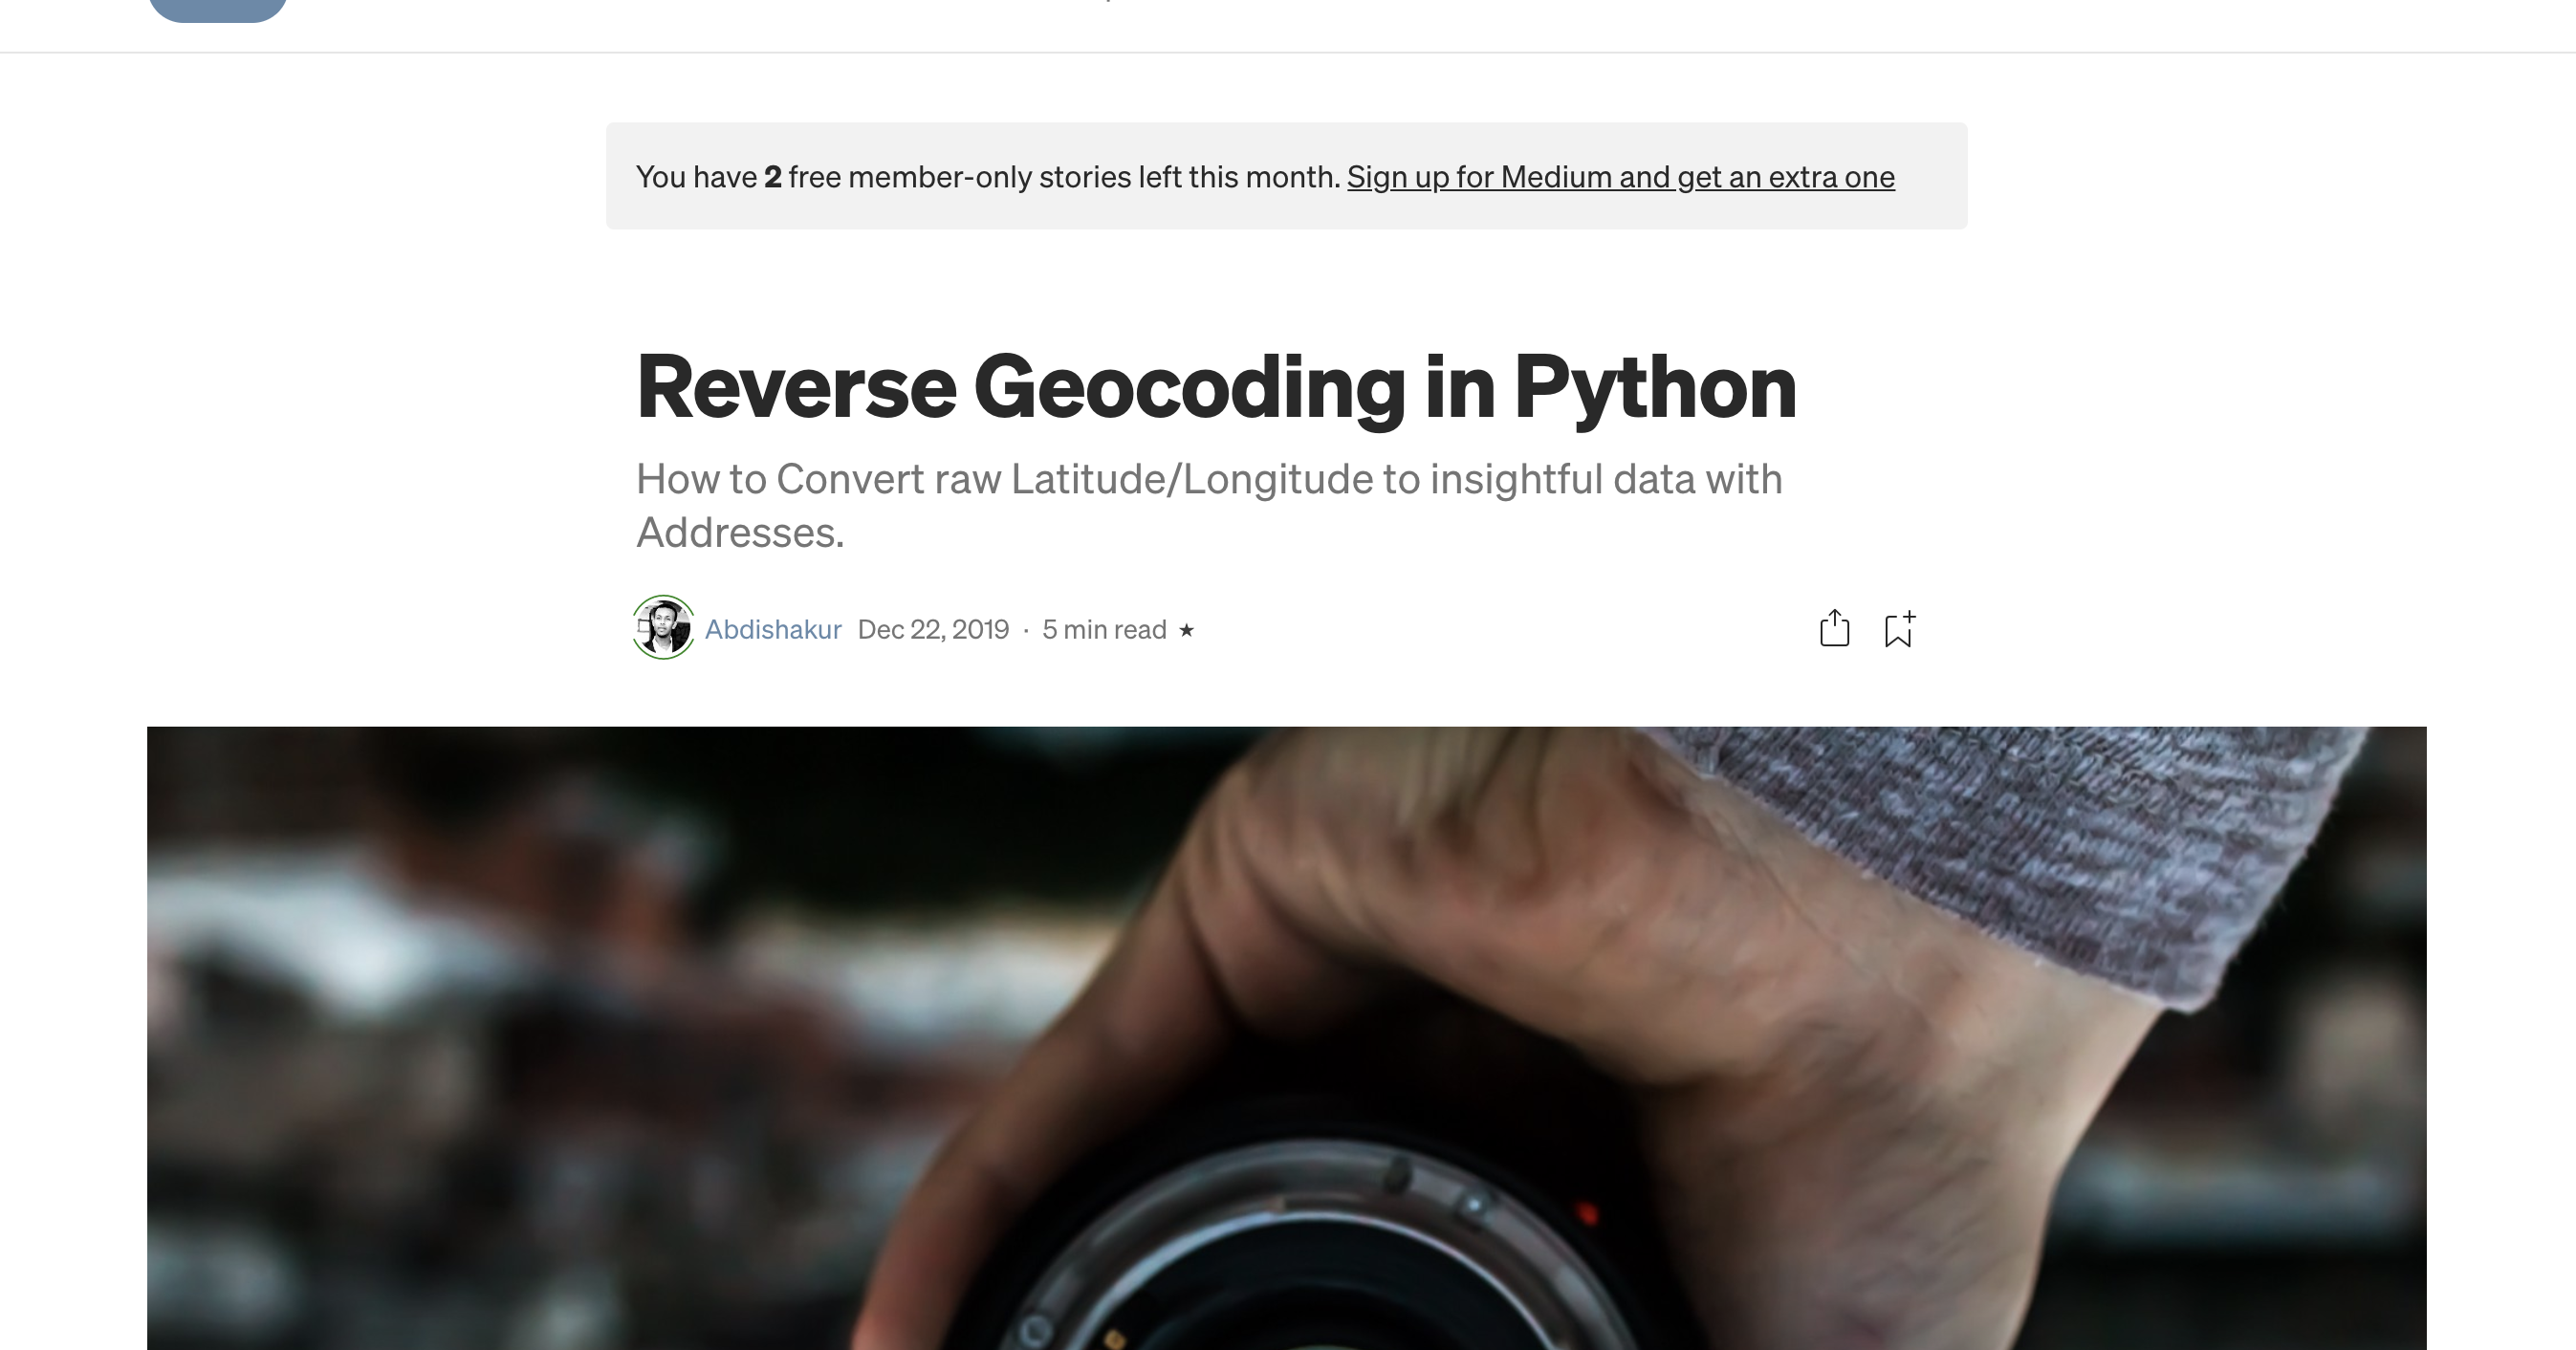 You have 2 free member-only stories left this month. Sign up for Medium and get an extra one
Reverse Geocoding in Python
How to Convert raw Latitude/Longitude to insightful data with
Addresses.
Abdishakur Dec 22, 2019 · 5 min read ★